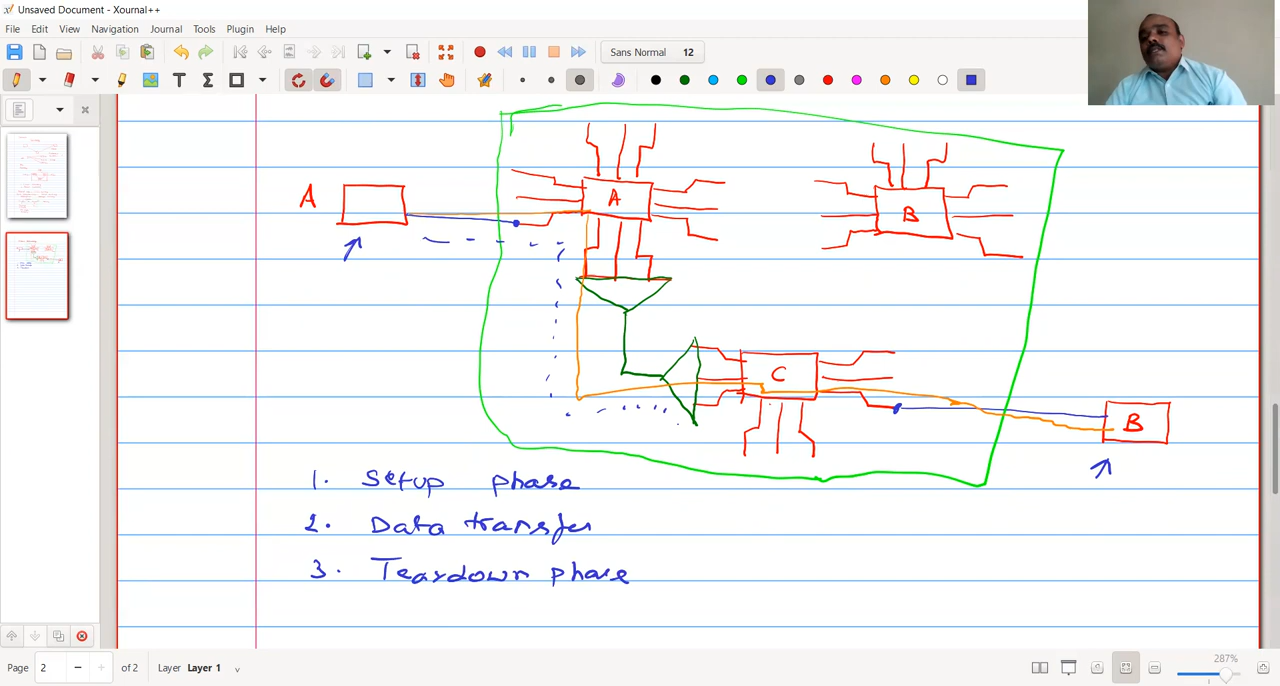 Unsaved Document - Xournal++
File Edit View Navigation Journal Tools Plugin Help
Sans Normal 12
A
A
B
C
B
1. Setup phase
2. Data transfer
3. Teardown phase
Page 2 of 2 Layer Layer 1
287%